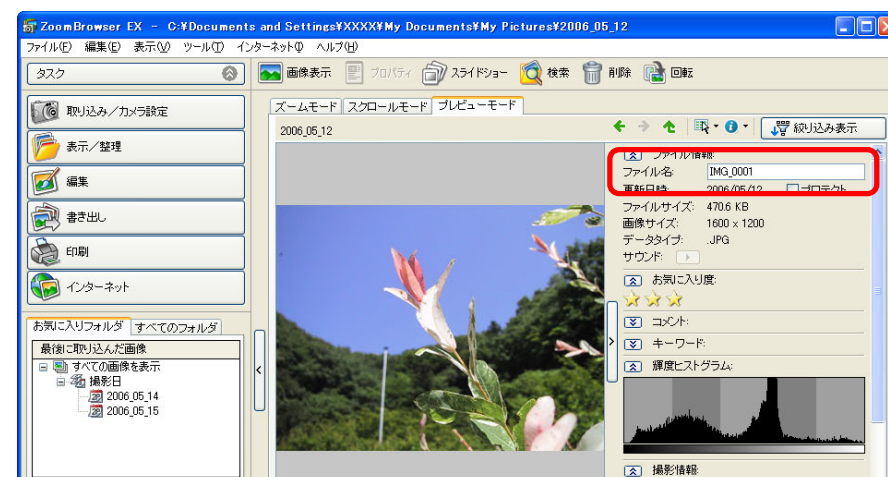 ZoomBrowser EX - C:¥Documents and Settings¥XXXX¥My Documents¥My Pictures¥2006_05_12
ファイル(F) 編集(E) 表示(V) ツール(T) インターネット(I) ヘルプ(H)
タスク
画像表示 プロパティ スライドショー 検索 削除 回転
取り込み/カメラ設定
表示/整理
編集
書き出し
印刷
インターネット
お気に入りフォルダ すべてのフォルダ
最後に取り込んだ画像
すべての画像を表示
撮影日
2006_05_14
2006_05_15
ズームモード スクロールモード プレビューモード
2006_05_12
絞り込み表示
ファイル情報:
ファイル名: IMG_0001
更新日時: 2006/05/12 プロテクト
ファイルサイズ: 470.6 KB
画像サイズ: 1600 x 1200
データタイプ: .JPG
サウンド:
お気に入り度:
コメント:
キーワード:
輝度ヒストグラム:
撮影情報: